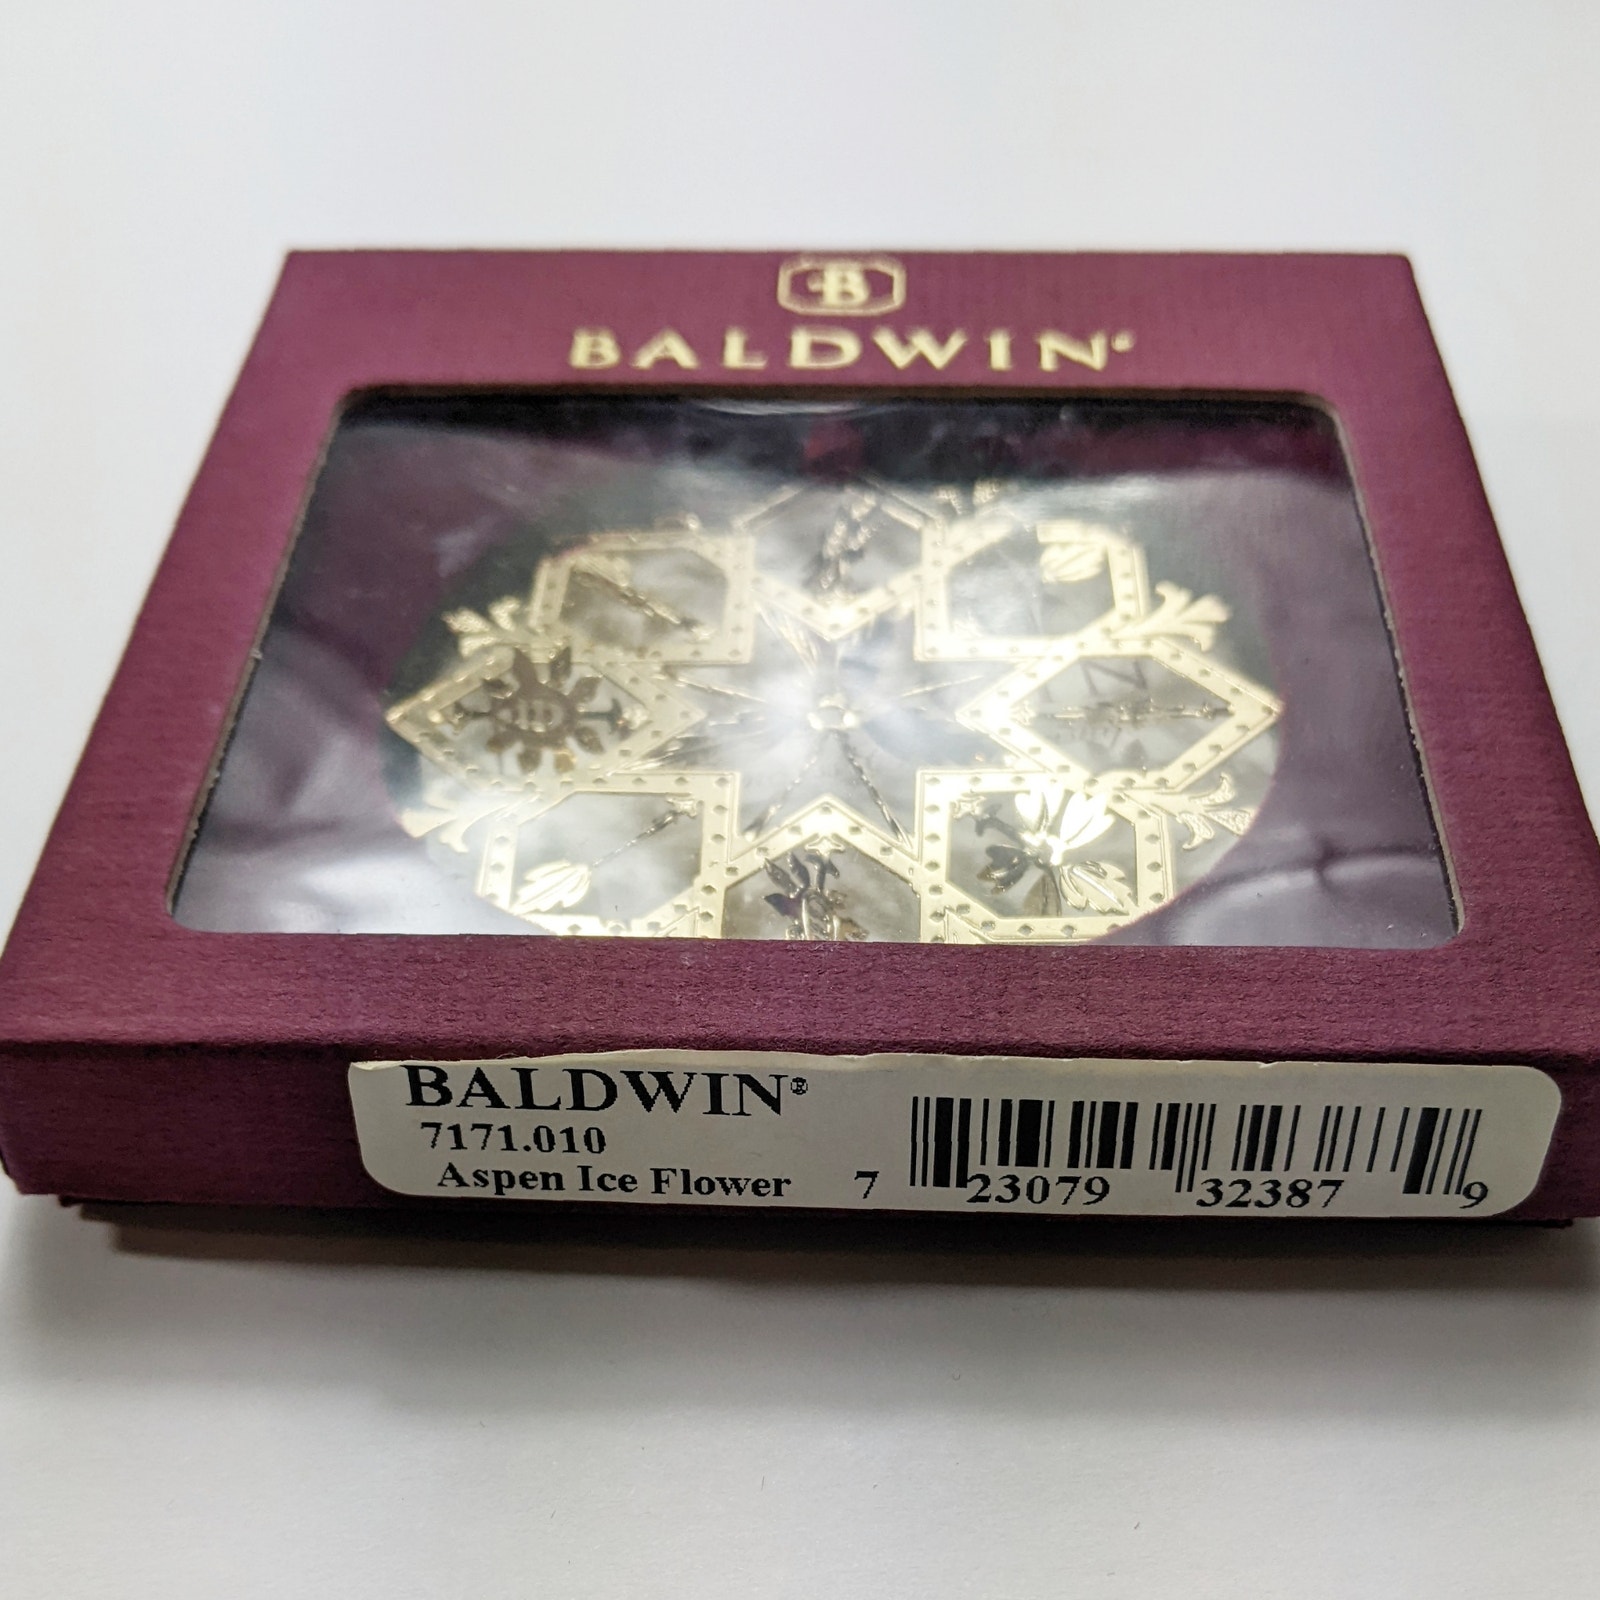 B
BALDWIN®
BALDWIN®
7171.010
Aspen Ice Flower
7 23079 32387 9